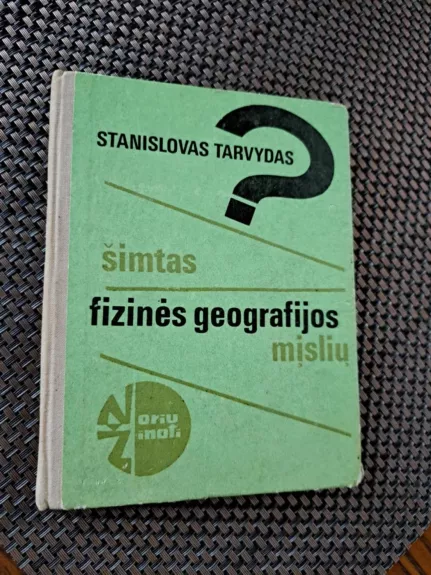 ?
STANISLOVAS TARVYDAS
šimtas
fizinės geografijos
mįslių
Noriu
Žinoti